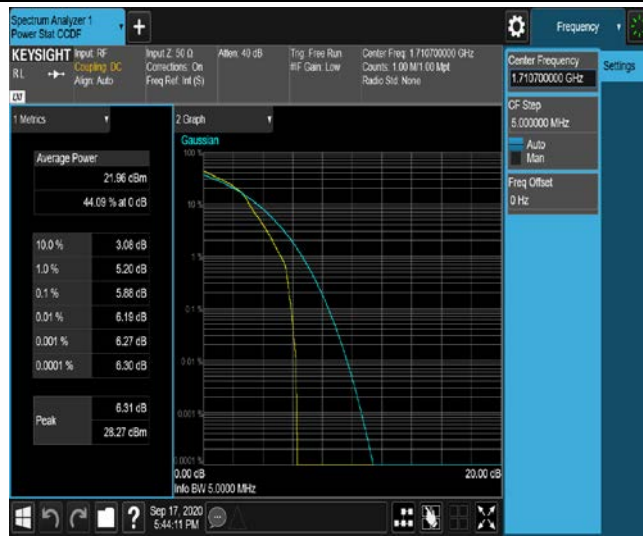 Spectrum Analyzer 1
Power Stat CCDF
+
Frequency
KEYSIGHT
RL
Input: RF
Coupling: DC
Align: Auto
Input Z: 50 Ω
Corrections: On
Freq Ref: Int (S)
Atten: 40 dB
Trig: Free Run
#IF Gain: Low
Center Freq: 1.710700000 GHz
Counts: 1.00 M/1.00 Mpt
Radio Std: None
Center Frequency
1.710700000 GHz
Settings
CF Step
5.000000 MHz
Auto
Man
Freq Offset
0 Hz
1 Metrics
Average Power
21.96 dBm
44.09 % at 0 dB
10.0 % 3.08 dB
1.0 % 5.20 dB
0.1 % 5.88 dB
0.01 % 6.19 dB
0.001 % 6.27 dB
0.0001 % 6.30 dB
Peak
6.31 dB
28.27 dBm
2 Graph
Gaussian
100 %
10 %
1 %
0.1 %
0.01 %
0.001 %
0.0001 %
0.00 dB
20.00 dB
Info BW 5.0000 MHz
?
Sep 17, 2020
5:44:11 PM